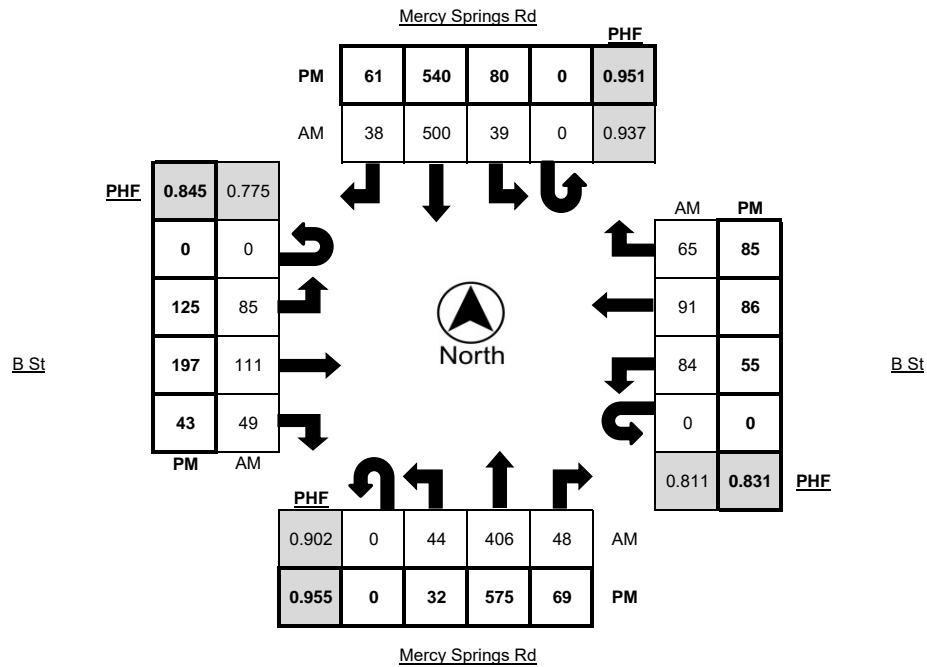 Mercy Springs Rd
PHF
PM 61 540 80 0 0.951
AM 38 500 39 0 0.937
PHF 0.845 0.775
AM PM
0 0
65 85
125 85
91 86
North
B St
197 111
84 55
B St
43 49
0 0
PM AM
0.811 0.831 PHF
PHF
0.902 0 44 406 48 AM
0.955 0 32 575 69 PM
Mercy Springs Rd